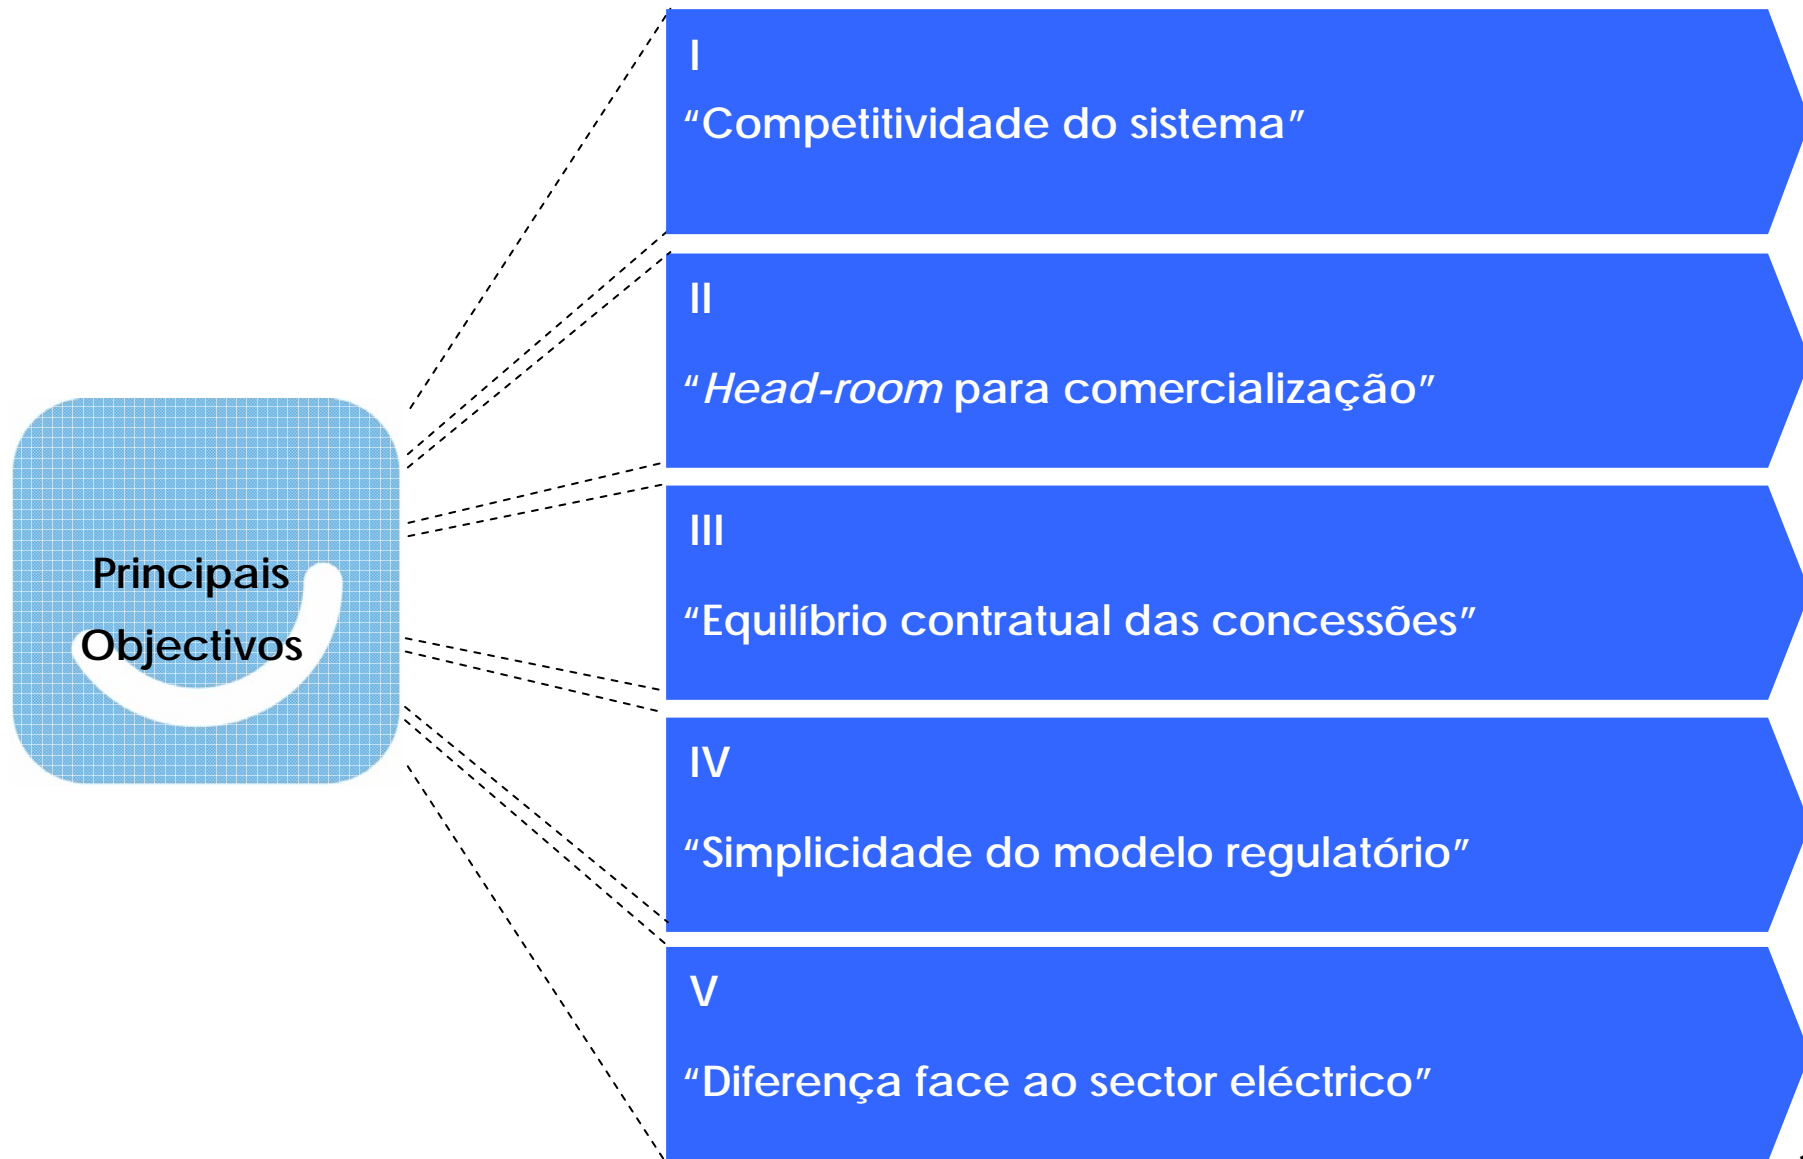 Principais
Objectivos
I
“Competitividade do sistema”
II
“Head-room para comercialização”
III
“Equilíbrio contratual das concessões”
IV
“Simplicidade do modelo regulatório”
V
“Diferença face ao sector eléctrico”